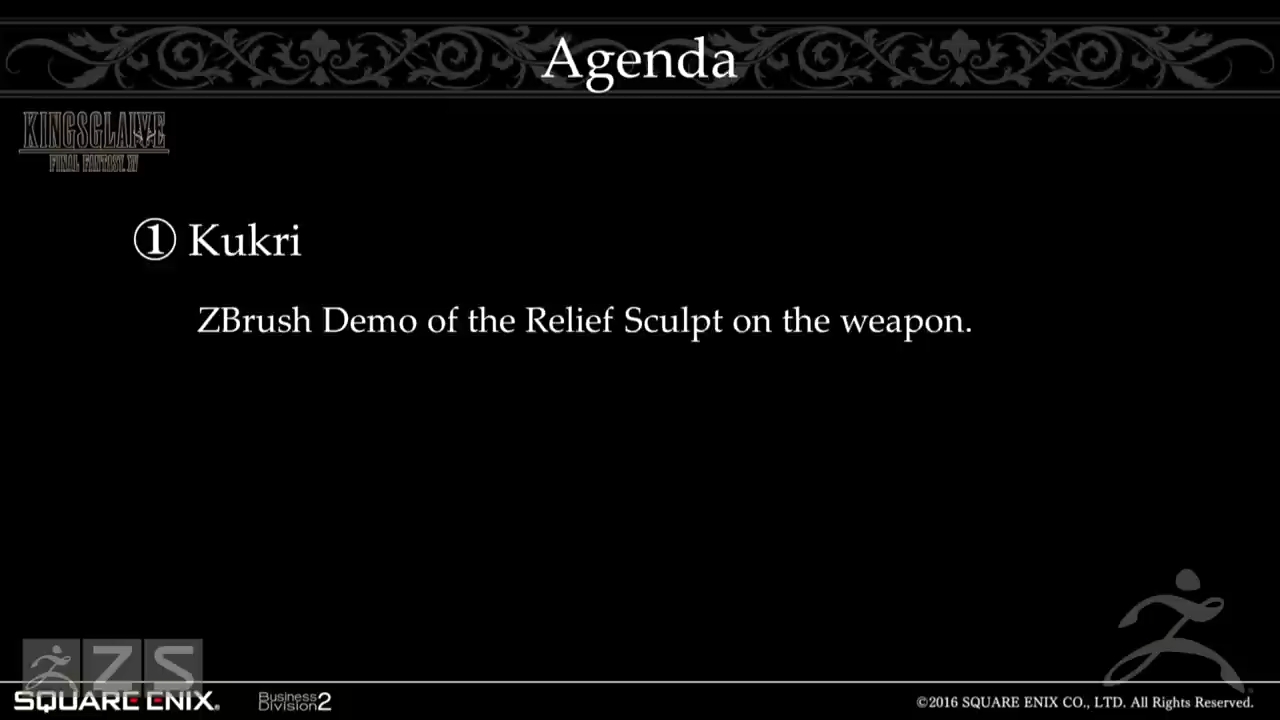 Agenda
KINGSGLAIVE
FINAL FANTASY XV
① Kukri
ZBrush Demo of the Relief Sculpt on the weapon.
ZS
SQUARE ENIX.
Business
Division2
©2016 SQUARE ENIX CO., LTD. All Rights Reserved.